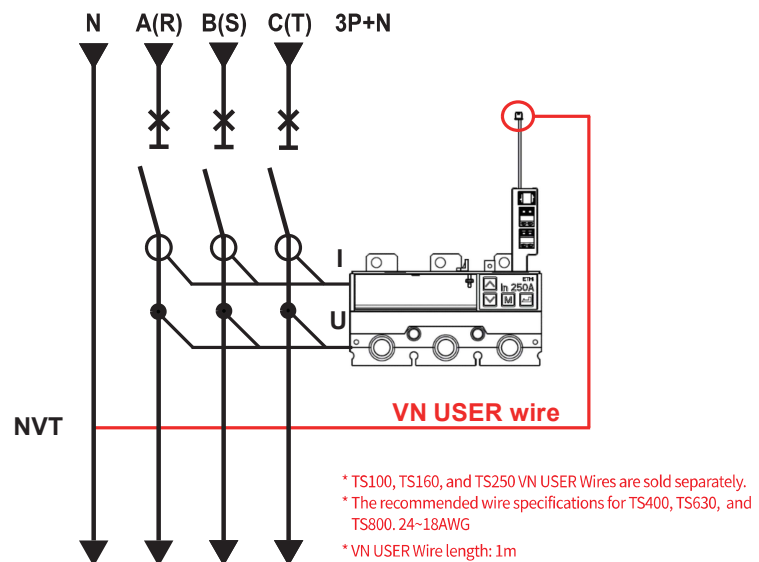 N A(R) B(S) C(T) 3P+N
I
ETM
In 250A
M
U
VN USER wire
NVT
* TS100, TS160, and TS250 VN USER Wires are sold separately.
* The recommended wire specifications for TS400, TS630, and
TS800. 24~18AWG
* VN USER Wire length: 1m